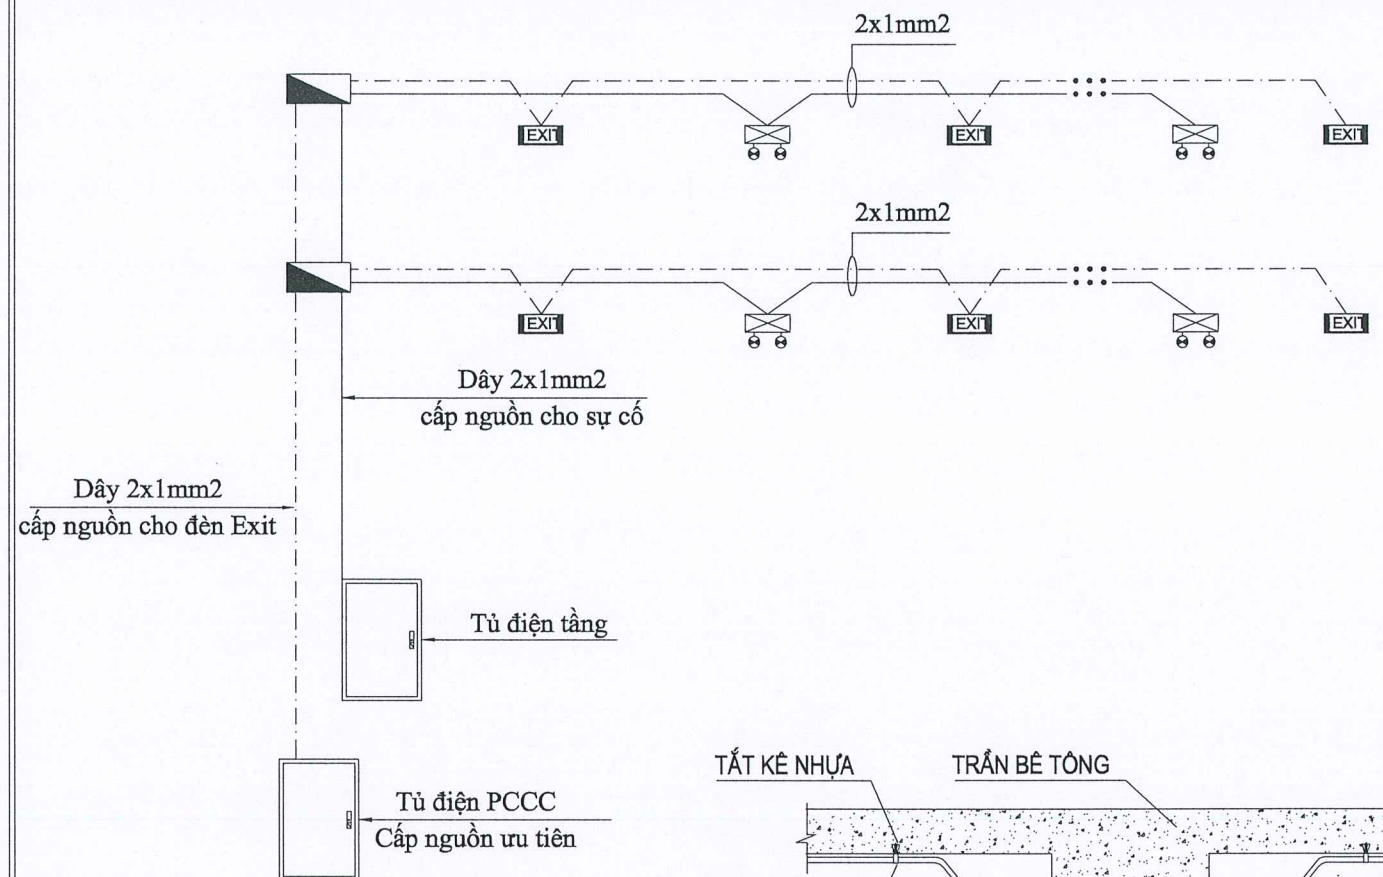 2x1mm2
EXIT
EXIT
EXIT
2x1mm2
EXIT
EXIT
EXIT
Dây 2x1mm2
cấp nguồn cho sự cố
Dây 2x1mm2
cấp nguồn cho đèn Exit
Tủ điện tầng
TẮT KÊ NHỰA
TRẦN BÊ TÔNG
Tủ điện PCCC
Cấp nguồn ưu tiên